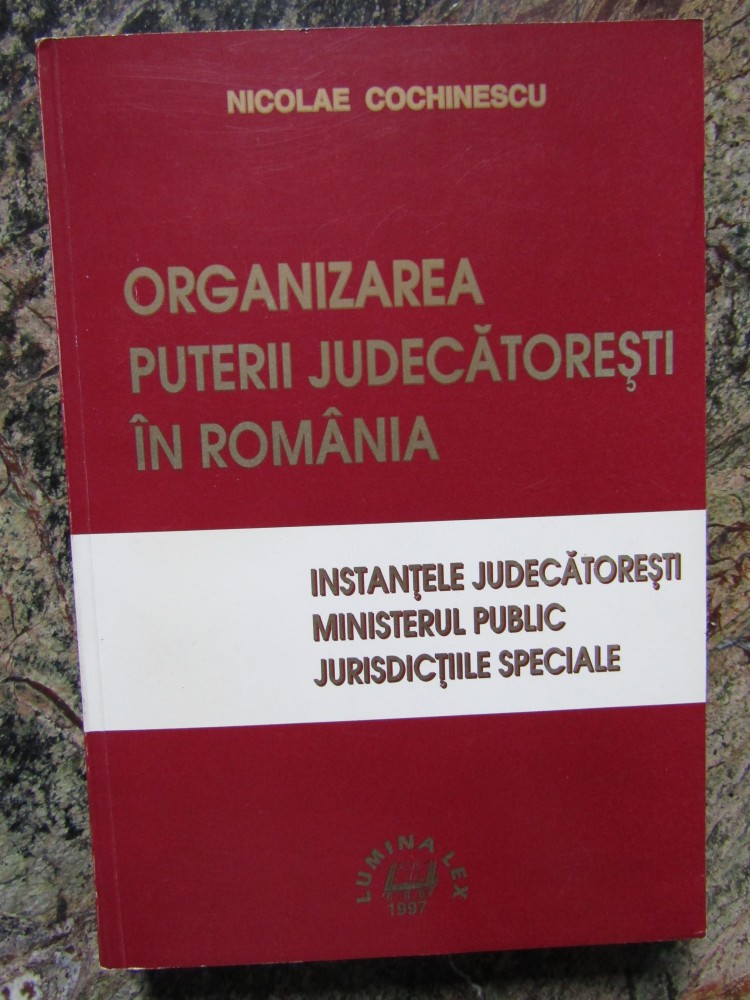 NICOLAE COCHINESCU
ORGANIZAREA
PUTERII JUDECĂTOREŞTI
ÎN ROMÂNIA
INSTANŢELE JUDECĂTOREŞTI
MINISTERUL PUBLIC
JURISDICŢIILE SPECIALE
LUMINA LEX
1997